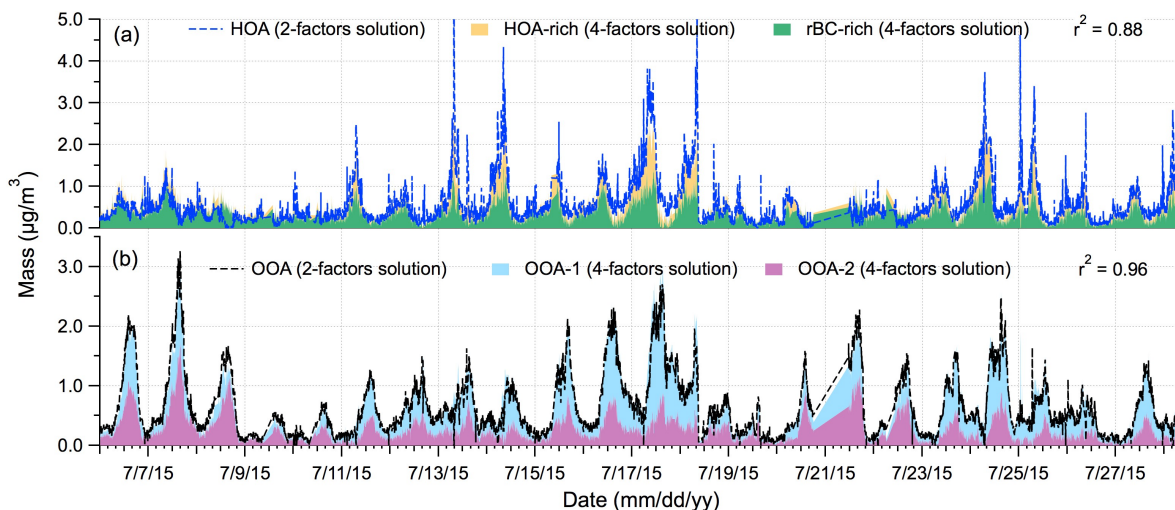 (a)
HOA (2-factors solution) HOA-rich (4-factors solution) rBC-rich (4-factors solution) r² = 0.88
5.0
4.0
3.0
2.0
1.0
0.0
Mass (µg/m³)
(b)
OOA (2-factors solution) OOA-1 (4-factors solution) OOA-2 (4-factors solution) r² = 0.96
3.0
2.0
1.0
0.0
7/7/15 7/9/15 7/11/15 7/13/15 7/15/15 7/17/15 7/19/15 7/21/15 7/23/15 7/25/15 7/27/15
Date (mm/dd/yy)